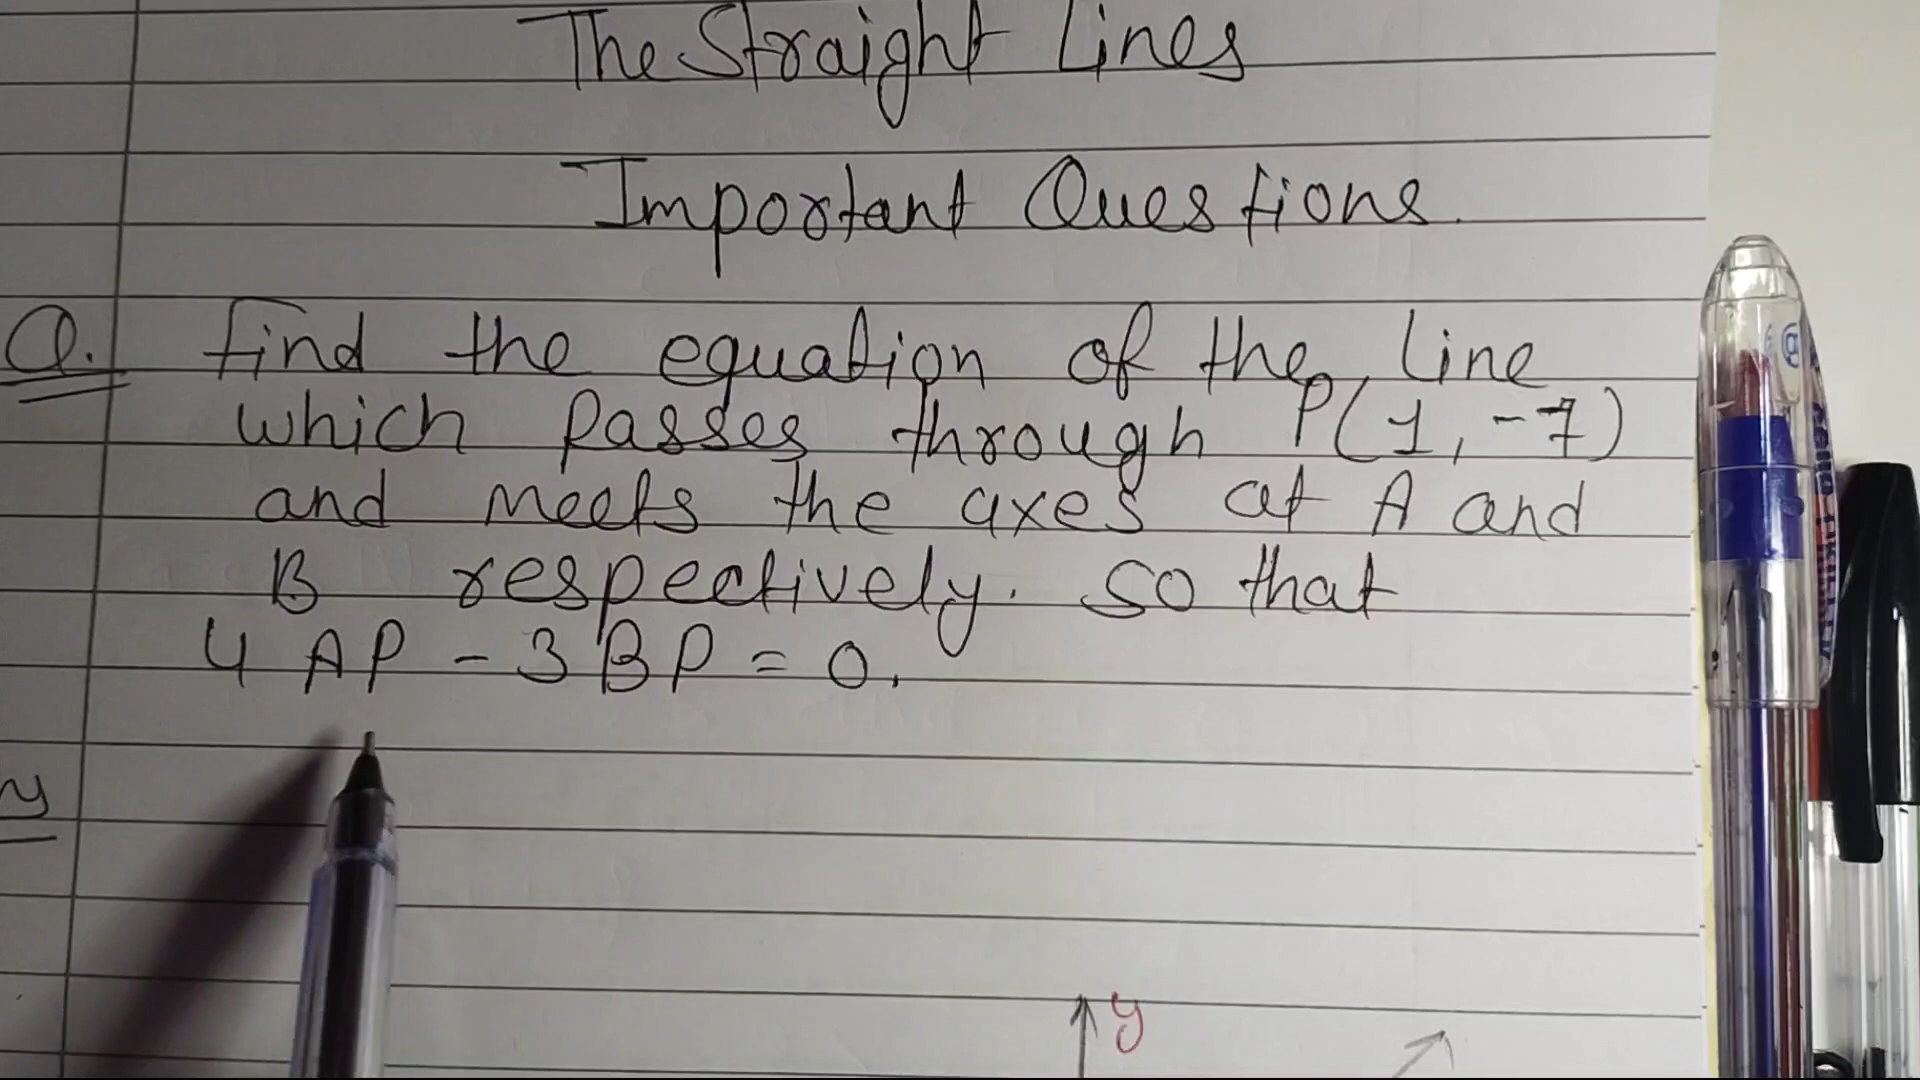 The Straight Lines
Important Questions.
Q. Find the equation of the line
which passes through P(1, -7)
and meets the axes at A and
B respectively. so that
4 AP - 3 BP = 0.
y